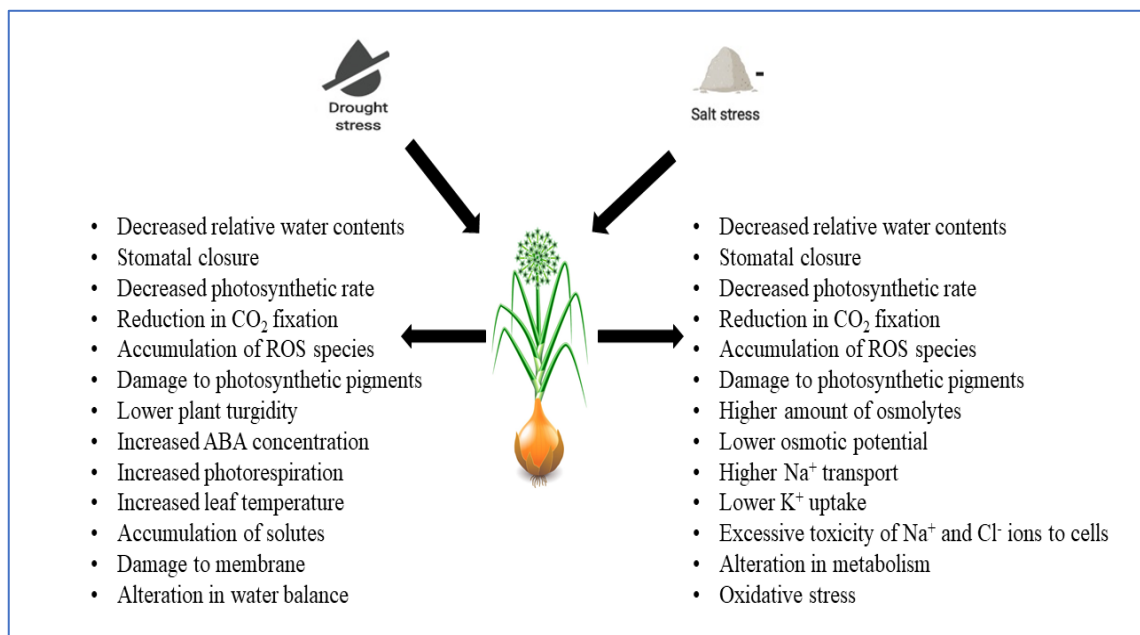 Drought
stress
-
Salt stress
• Decreased relative water contents
• Stomatal closure
• Decreased photosynthetic rate
• Reduction in CO₂ fixation
• Accumulation of ROS species
• Damage to photosynthetic pigments
• Lower plant turgidity
• Increased ABA concentration
• Increased photorespiration
• Increased leaf temperature
• Accumulation of solutes
• Damage to membrane
• Alteration in water balance
• Decreased relative water contents
• Stomatal closure
• Decreased photosynthetic rate
• Reduction in CO₂ fixation
• Accumulation of ROS species
• Damage to photosynthetic pigments
• Higher amount of osmolytes
• Lower osmotic potential
• Higher Na⁺ transport
• Lower K⁺ uptake
• Excessive toxicity of Na⁺ and Cl⁻ ions to cells
• Alteration in metabolism
• Oxidative stress